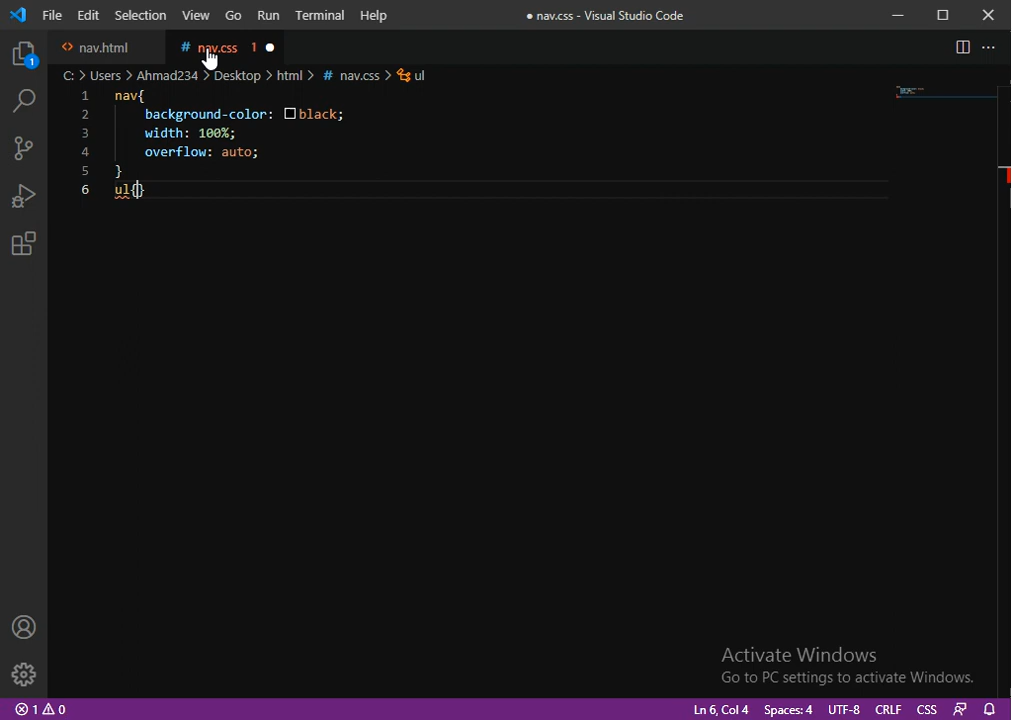 File Edit Selection View Go Run Terminal Help ● nav.css - Visual Studio Code
<> nav.html # nav.css 1 ●
C: > Users > Ahmad234 > Desktop > html > # nav.css > ul
1 nav{
2 background-color: black;
3 width: 100%;
4 overflow: auto;
5 }
6 ul{}
1
Activate Windows
Go to PC settings to activate Windows.
1 0 Ln 6, Col 4 Spaces: 4 UTF-8 CRLF CSS